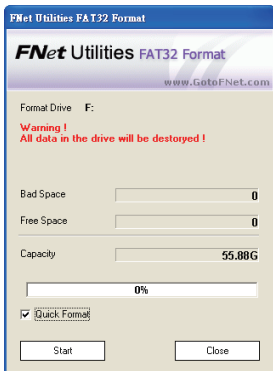 FNet Utilities FAT32 Format
FNet Utilities FAT32 Format
www.GotoFNet.com
Format Drive F:
Warning !
All data in the drive will be destoryed !
Bad Space 0
Free Space 0
Capacity 55.88G
0%
Quick Format
Start Close